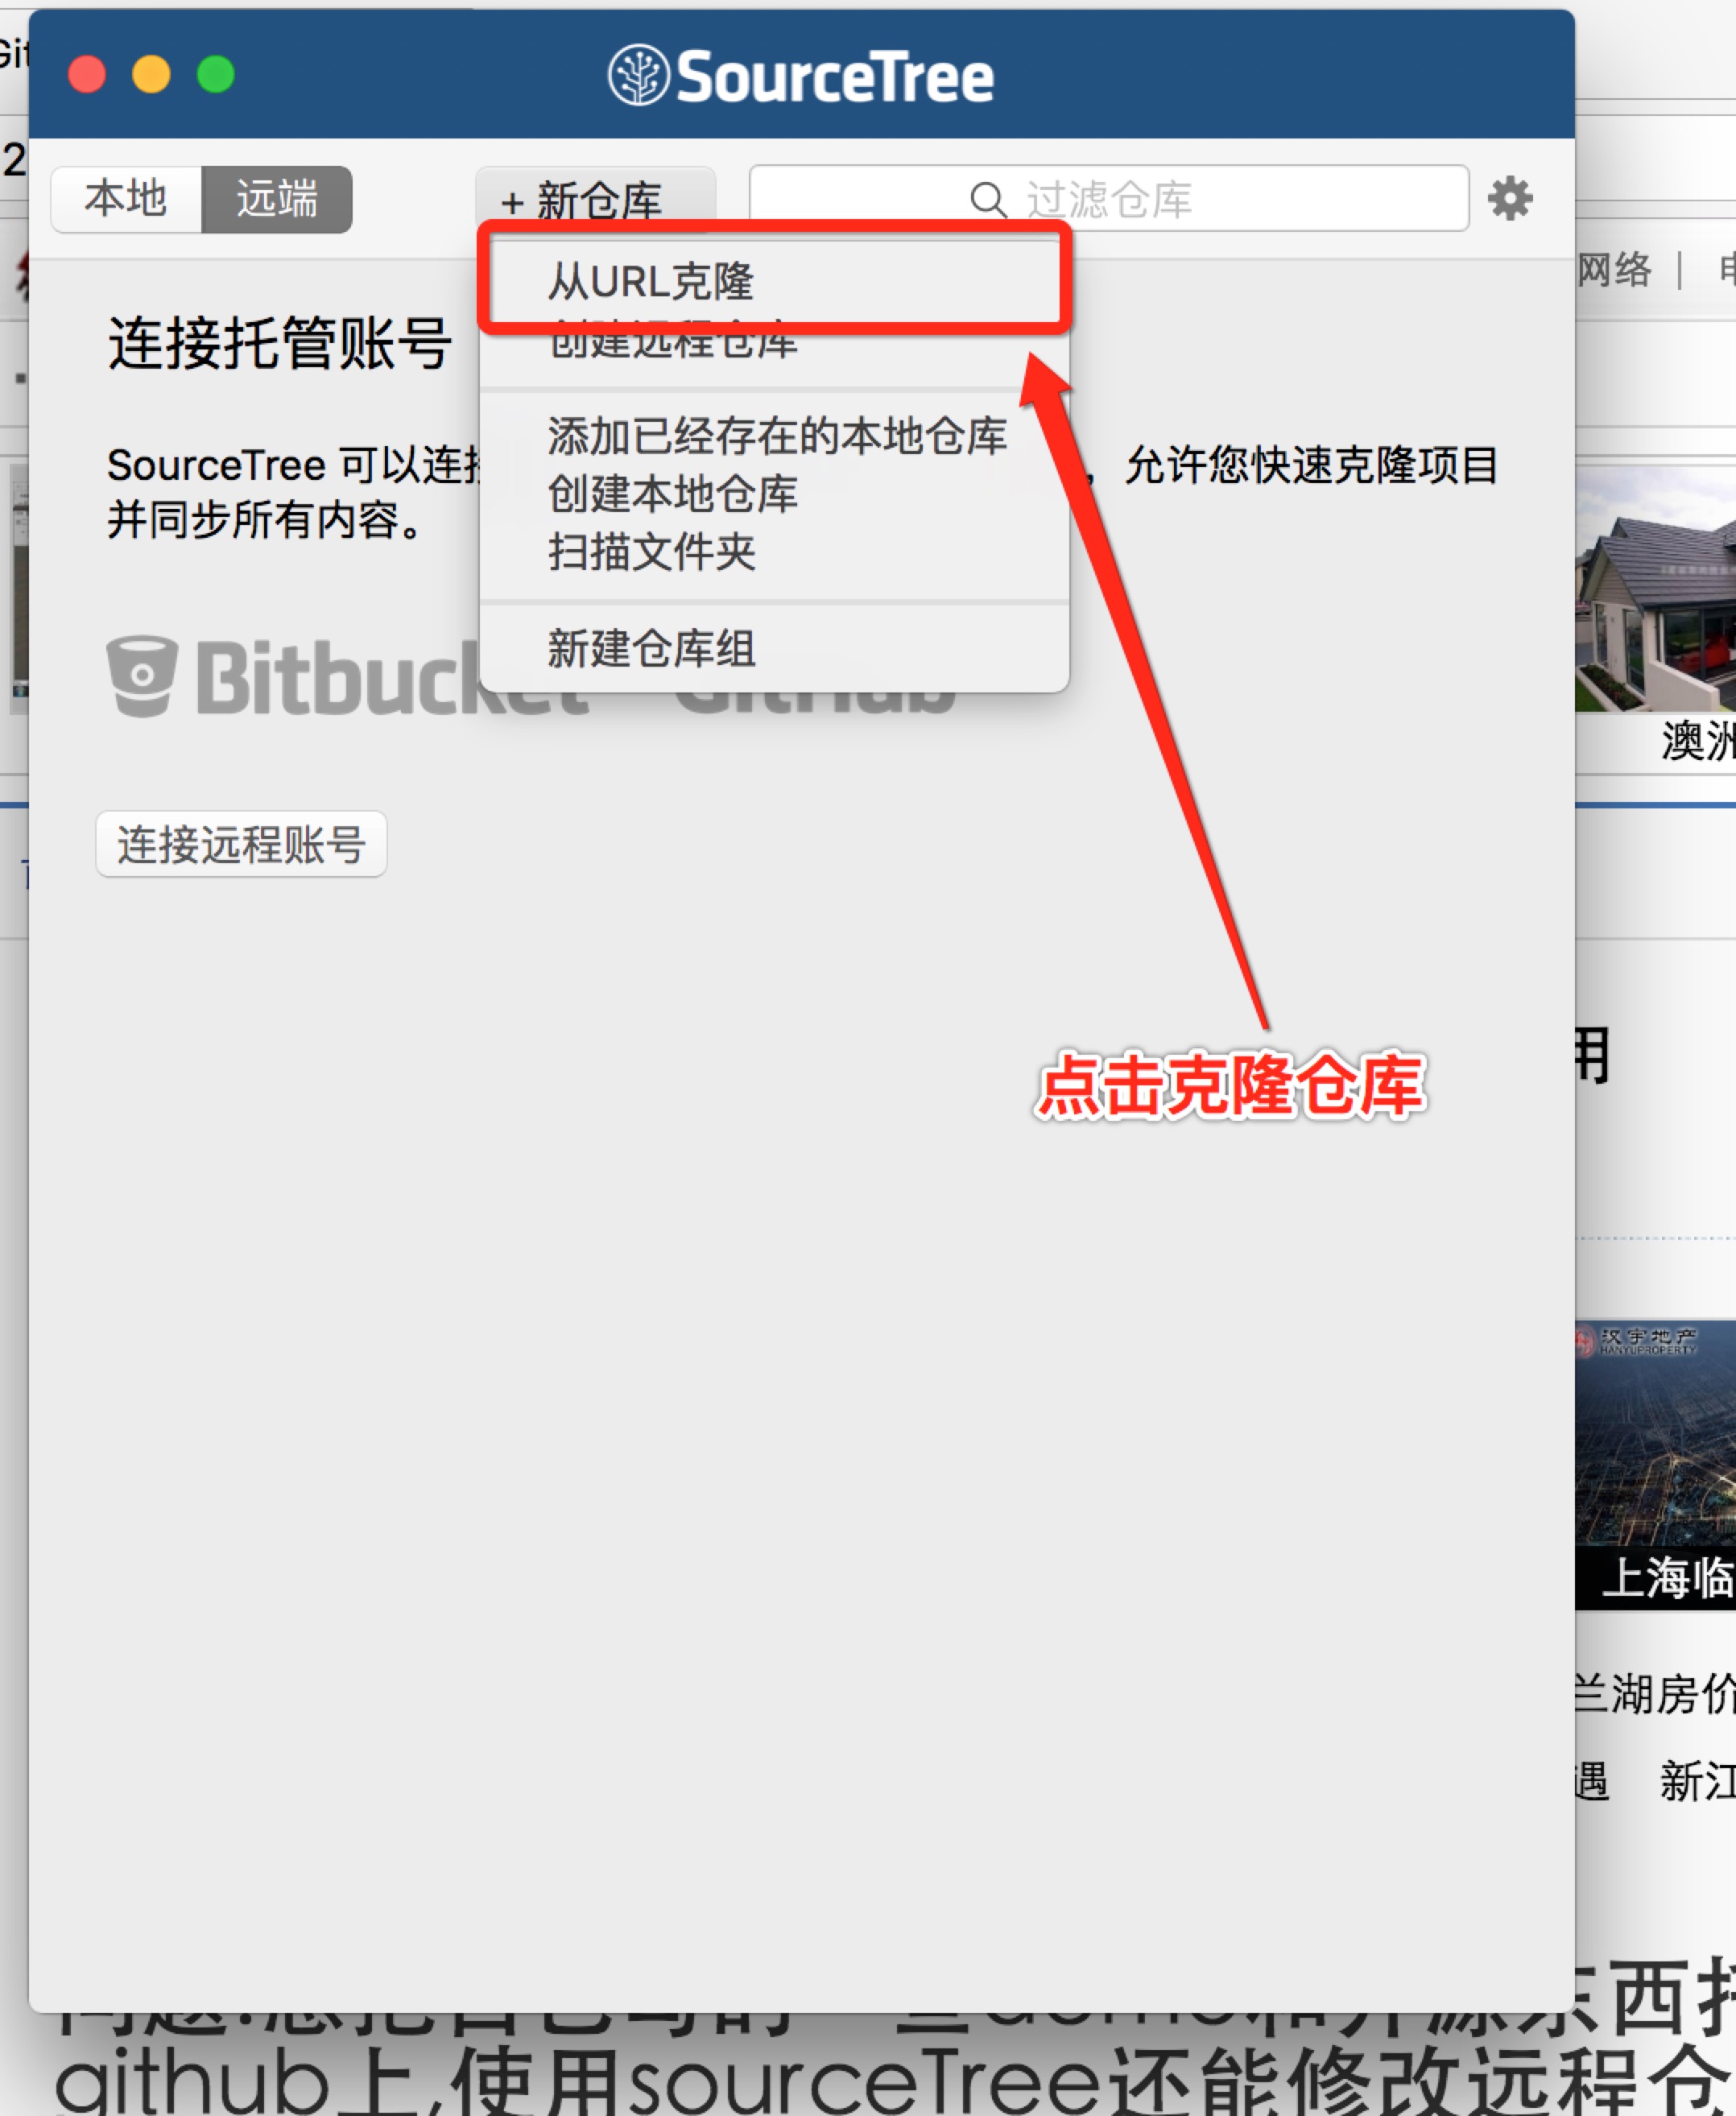 SourceTree
本地
远端
+ 新仓库
过滤仓库
从URL克隆
创建远程仓库
添加已经存在的本地仓库
创建本地仓库
扫描文件夹
新建仓库组
连接托管账号
SourceTree 可以连接
，允许您快速克隆项目
并同步所有内容。
Bitbucket
GitHub
连接远程账号
点击克隆仓库
网络
澳洲
用
汉宇地产
HANYUPROPERTY
上海临
兰湖房价
遇 新江
东西托
github上,使用sourceTree还能修改远程仓